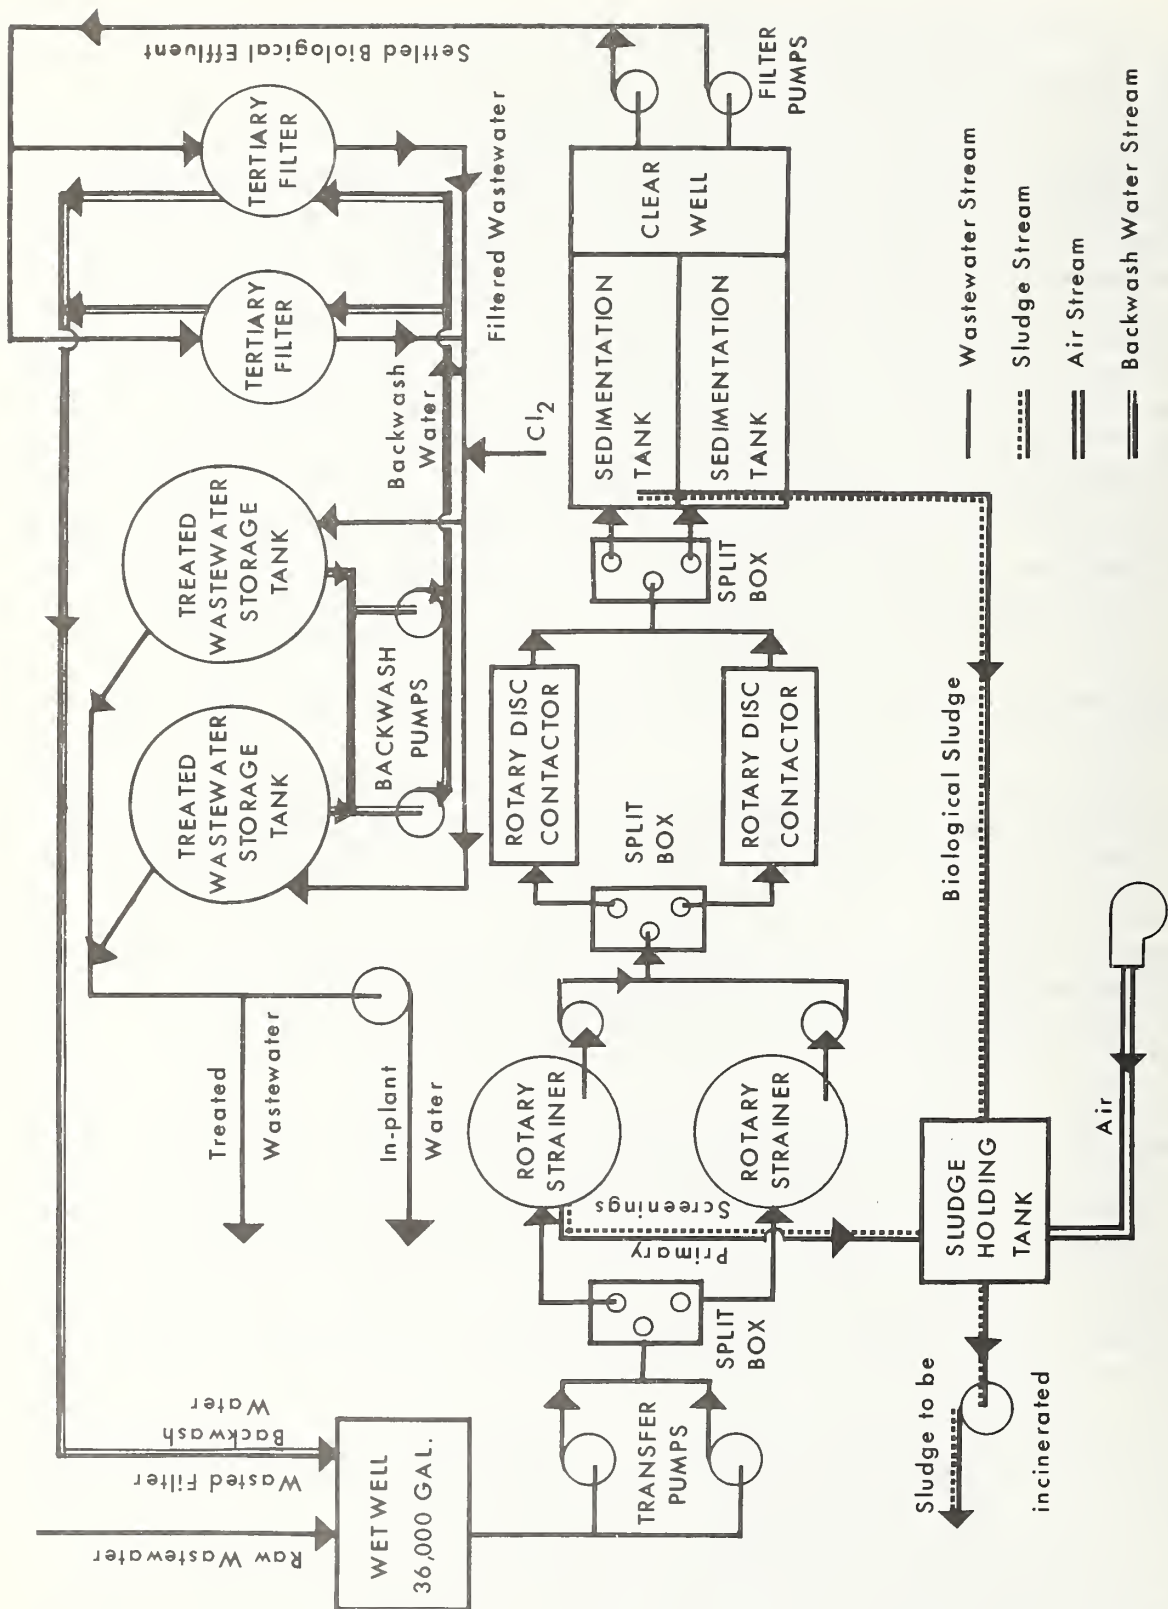 Raw Wastewater
Wasted Filter
Backwash
Water
WETWELL
36,000 GAL.
TRANSFER
PUMPS
SPLIT
BOX
Primary
Screenings
ROTARY
STRAINER
ROTARY
STRAINER
SPLIT
BOX
ROTARY DISC
CONTACTOR
ROTARY DISC
CONTACTOR
SPLIT
BOX
SEDIMENTATION
TANK
SEDIMENTATION
TANK
CLEAR
WELL
FILTER
PUMPS
Settled Biological Effluent
TERTIARY
FILTER
TERTIARY
FILTER
Filtered Wastewater
Backwash
Water
Cl2
TREATED
WASTEWATER
STORAGE
TANK
TREATED
WASTEWATER
STORAGE
TANK
BACKWASH
PUMPS
Treated
Wastewater
In-plant
Water
Biological Sludge
SLUDGE
HOLDING
TANK
Air
Sludge to be
incinerated
Wastewater Stream
Sludge Stream
Air Stream
Backwash Water Stream